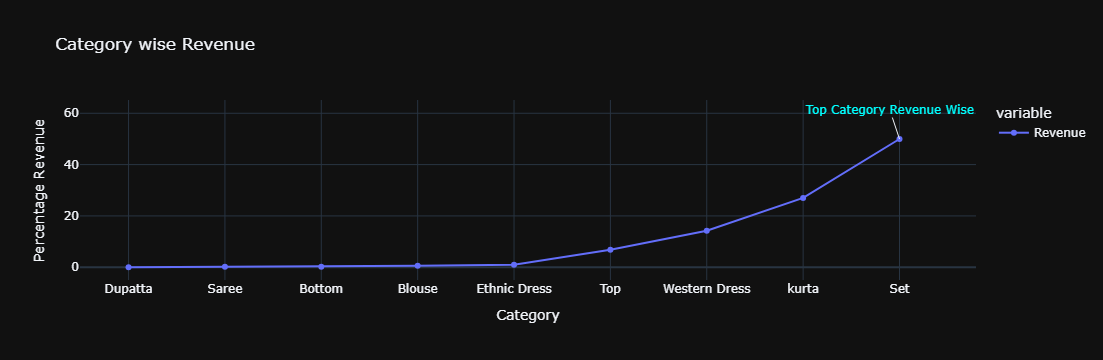 Category wise Revenue
Top Category Revenue Wise
variable
Revenue
Percentage Revenue
60
40
20
0
Dupatta
Saree
Bottom
Blouse
Ethnic Dress
Top
Western Dress
kurta
Set
Category